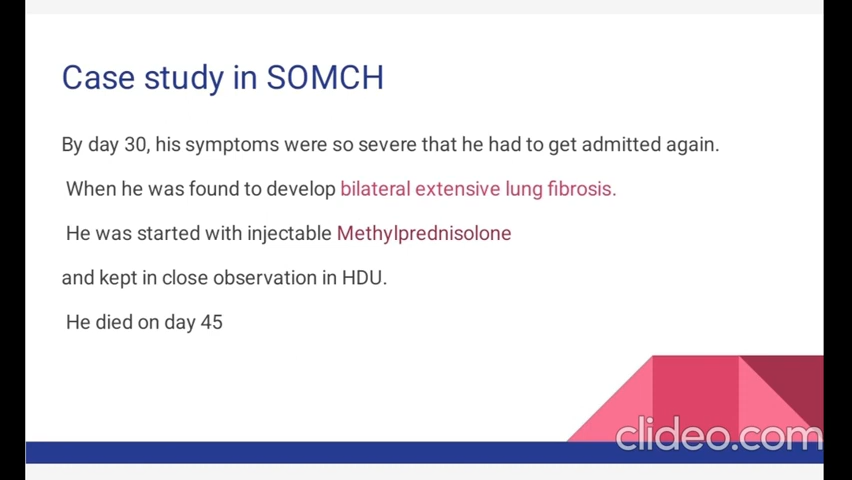 Case study in SOMCH
By day 30, his symptoms were so severe that he had to get admitted again.
When he was found to develop bilateral extensive lung fibrosis.
He was started with injectable Methylprednisolone
and kept in close observation in HDU.
He died on day 45
clideo.com